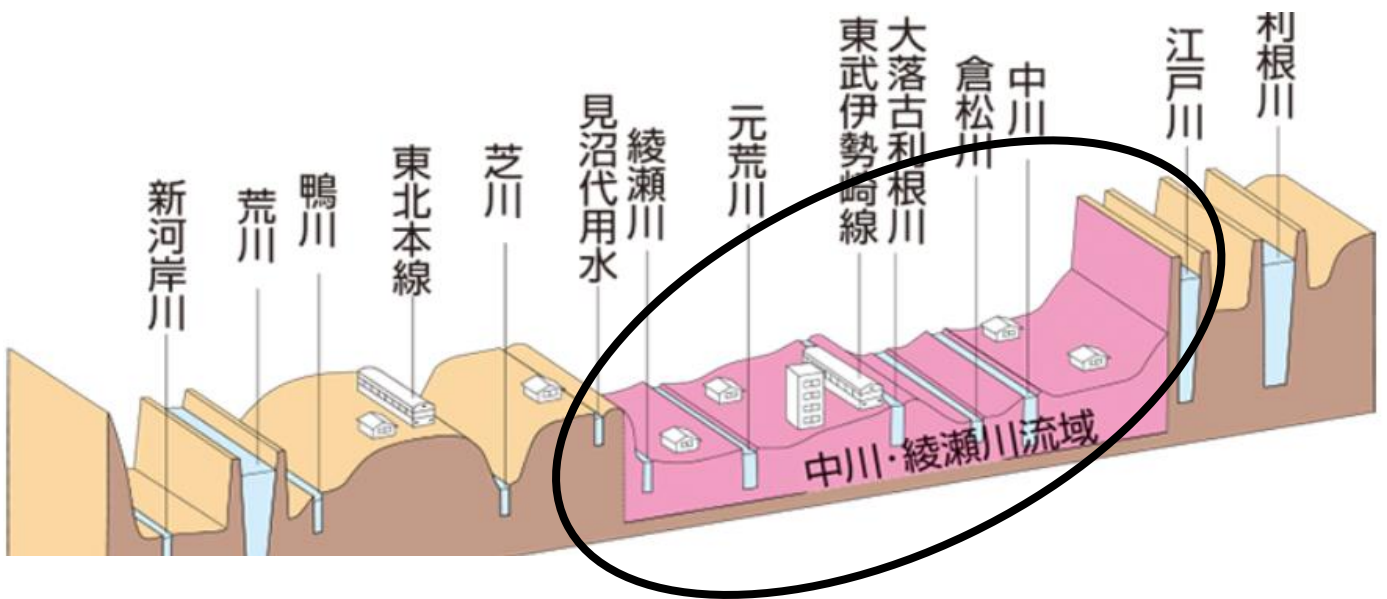 新河岸川
荒川
鴨川
東北本線
芝川
見沼代用水
綾瀬川
元荒川
東武伊勢崎線
大落古利根川
倉松川
中川
江戸川
利根川
中川・綾瀬川流域